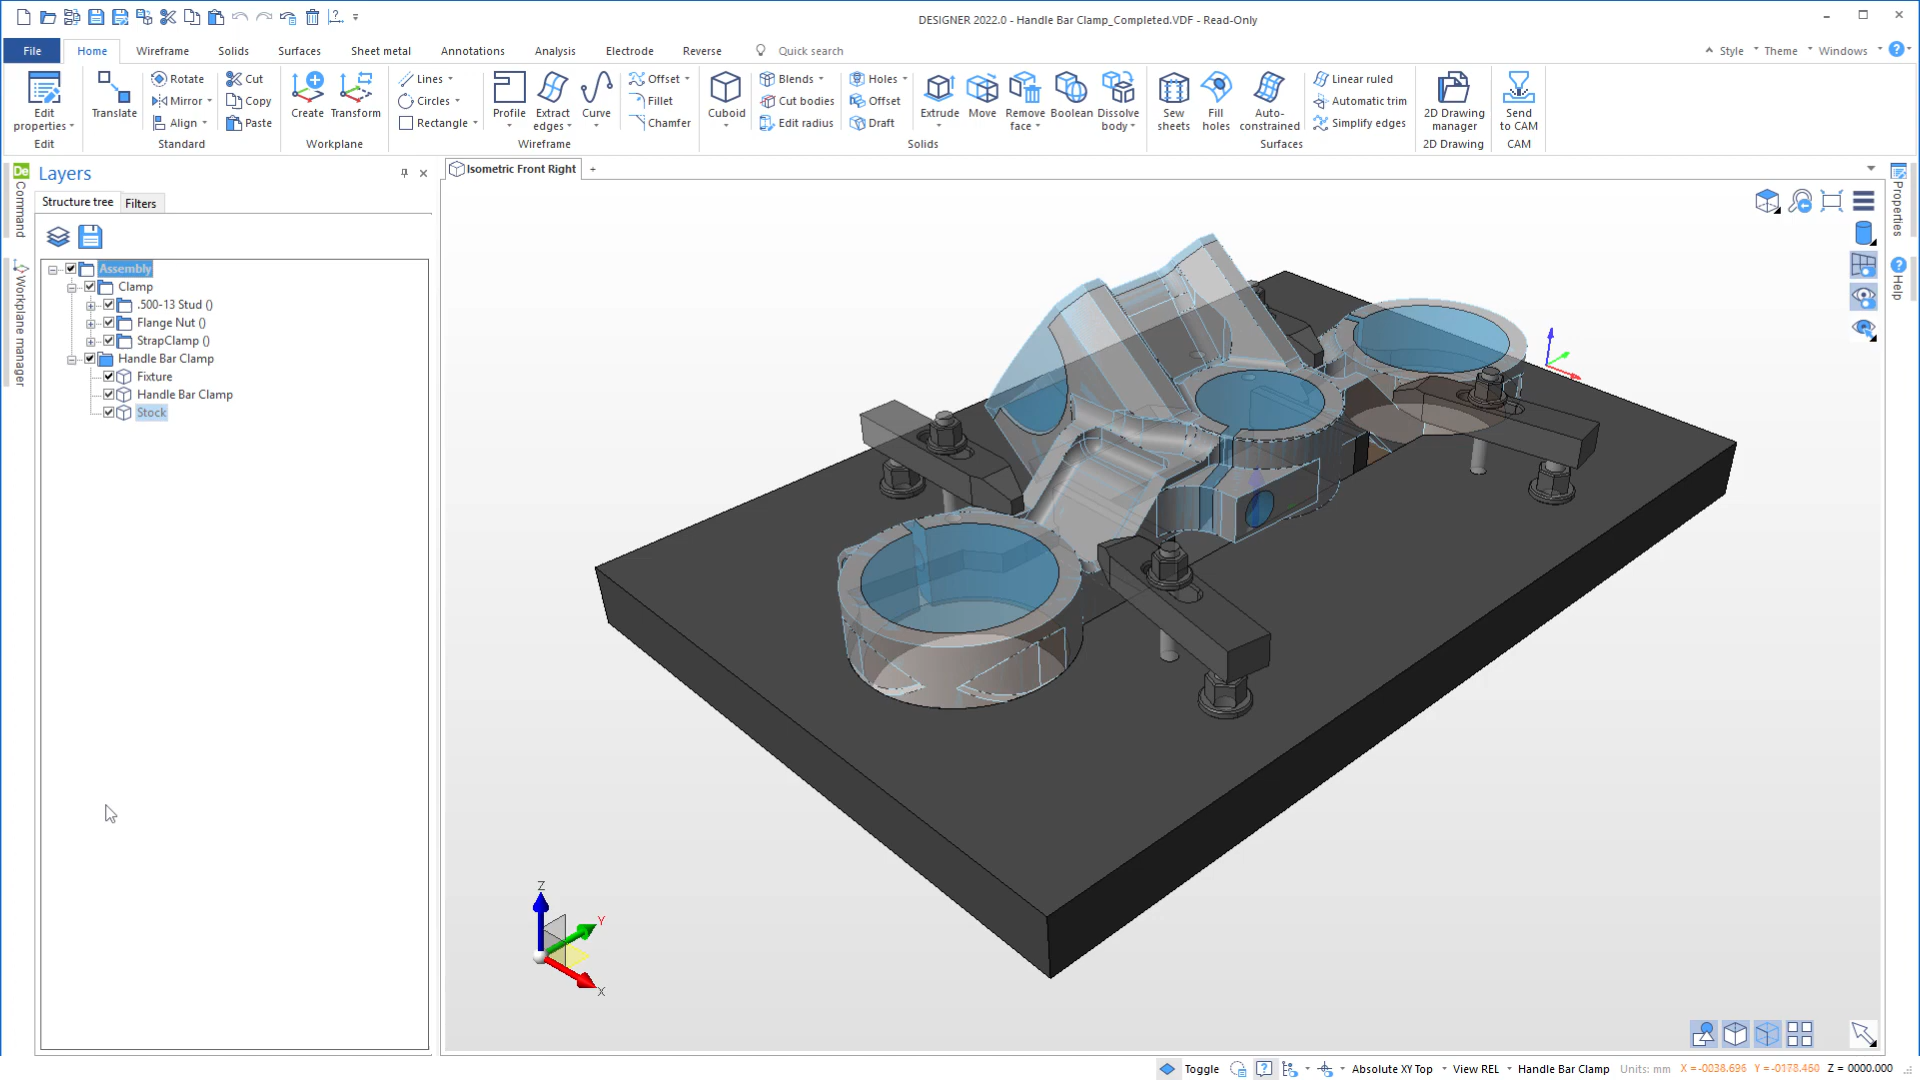 DESIGNER 2022.0 - Handle Bar Clamp_Completed.VDF - Read-Only
File Home Wireframe Solids Surfaces Sheet metal Annotations Analysis Electrode Reverse Quick search Style Theme Windows
Edit properties
Edit
Translate
Rotate
Mirror
Align
Cut
Copy
Paste
Standard
Create
Transform
Workplane
Lines
Circles
Rectangle
Profile
Extract edges
Curve
Offset
Fillet
Chamfer
Wireframe
Cuboid
Blends
Cut bodies
Edit radius
Holes
Offset
Draft
Extrude
Move
Remove face
Boolean
Dissolve body
Solids
Sew sheets
Fill holes
Auto-constrained
Linear ruled
Automatic trim
Simplify edges
Surfaces
2D Drawing manager
2D Drawing
Send to CAM
CAM
De
Command
Workplane manager
Layers
Structure tree Filters
Assembly
Clamp
.500-13 Stud ()
Flange Nut ()
StrapClamp ()
Handle Bar Clamp
Fixture
Handle Bar Clamp
Stock
Isometric Front Right +
Properties
Help
Z
Y
X
Toggle Absolute XY Top View REL Handle Bar Clamp Units: mm X =-0038.696 Y =-0178.460 Z = 0000.000